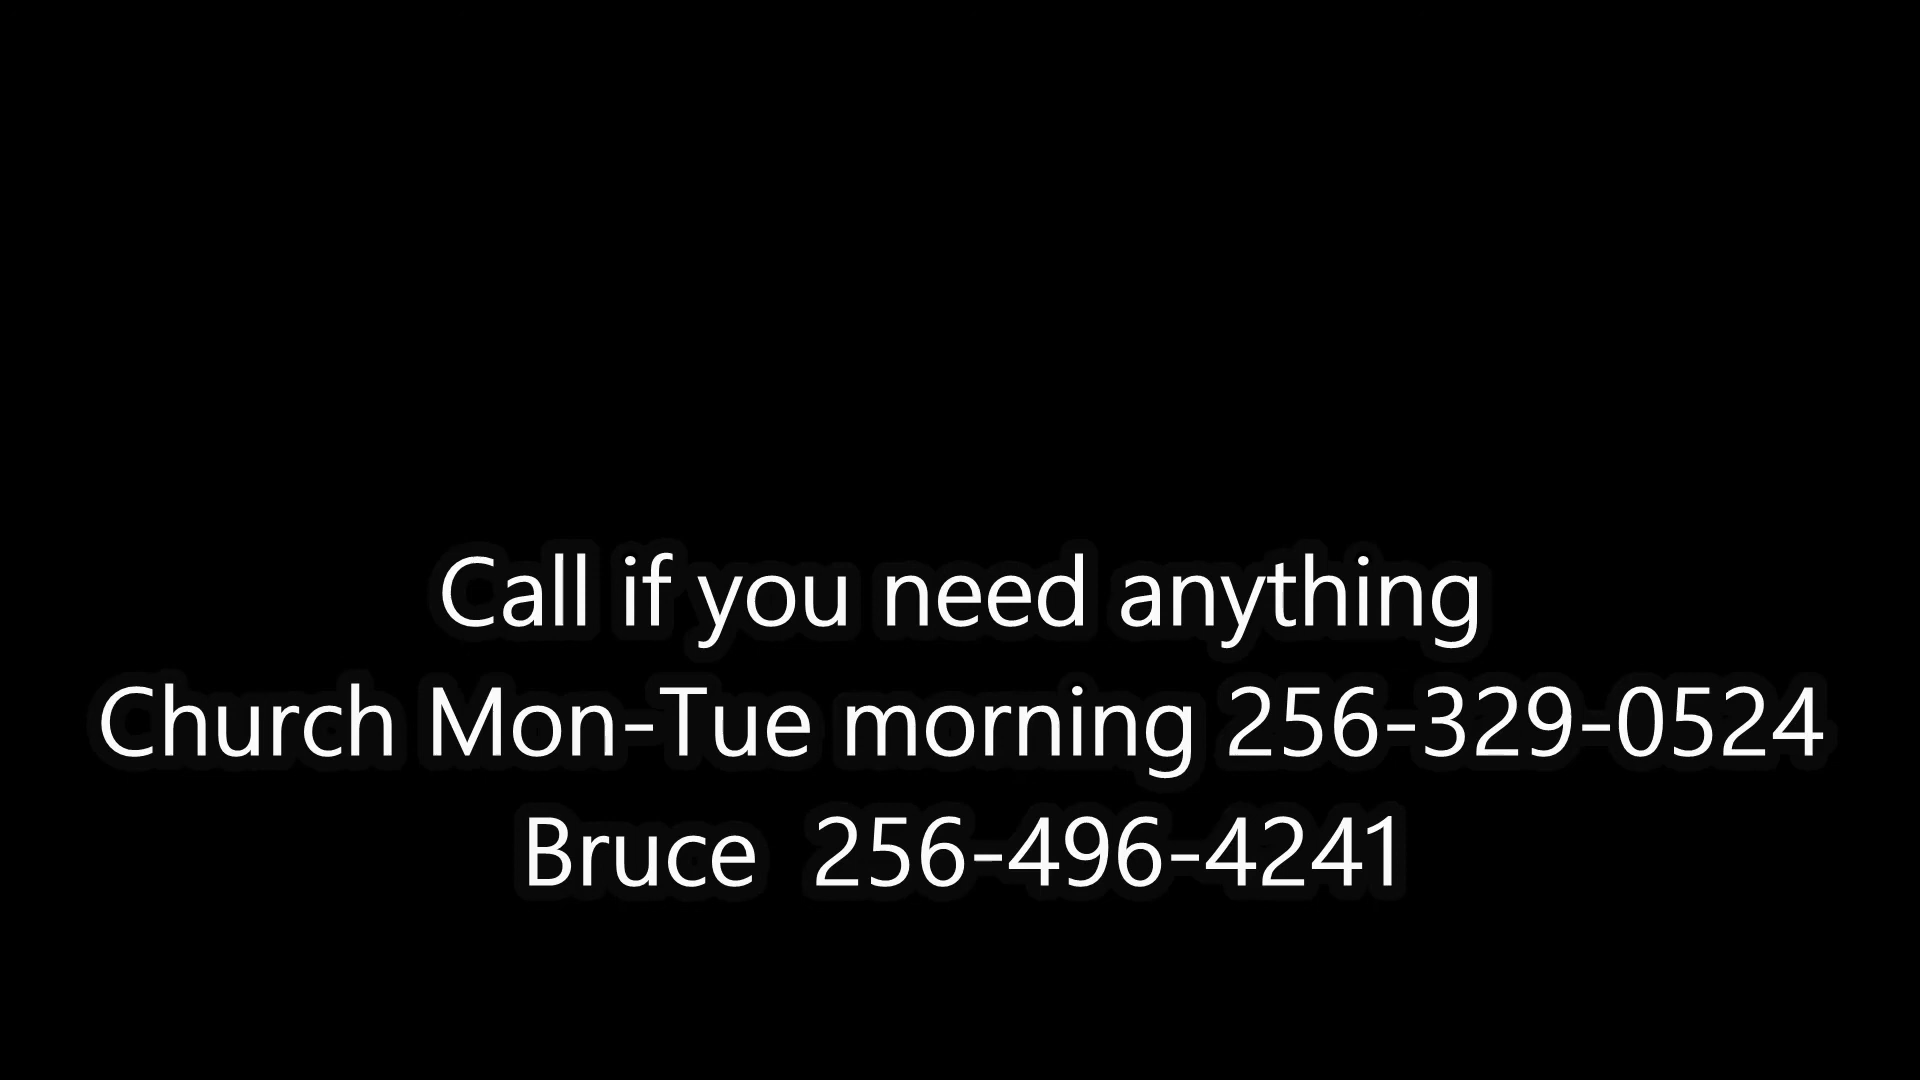 Call if you need anything
Church Mon-Tue morning 256-329-0524
Bruce  256-496-4241